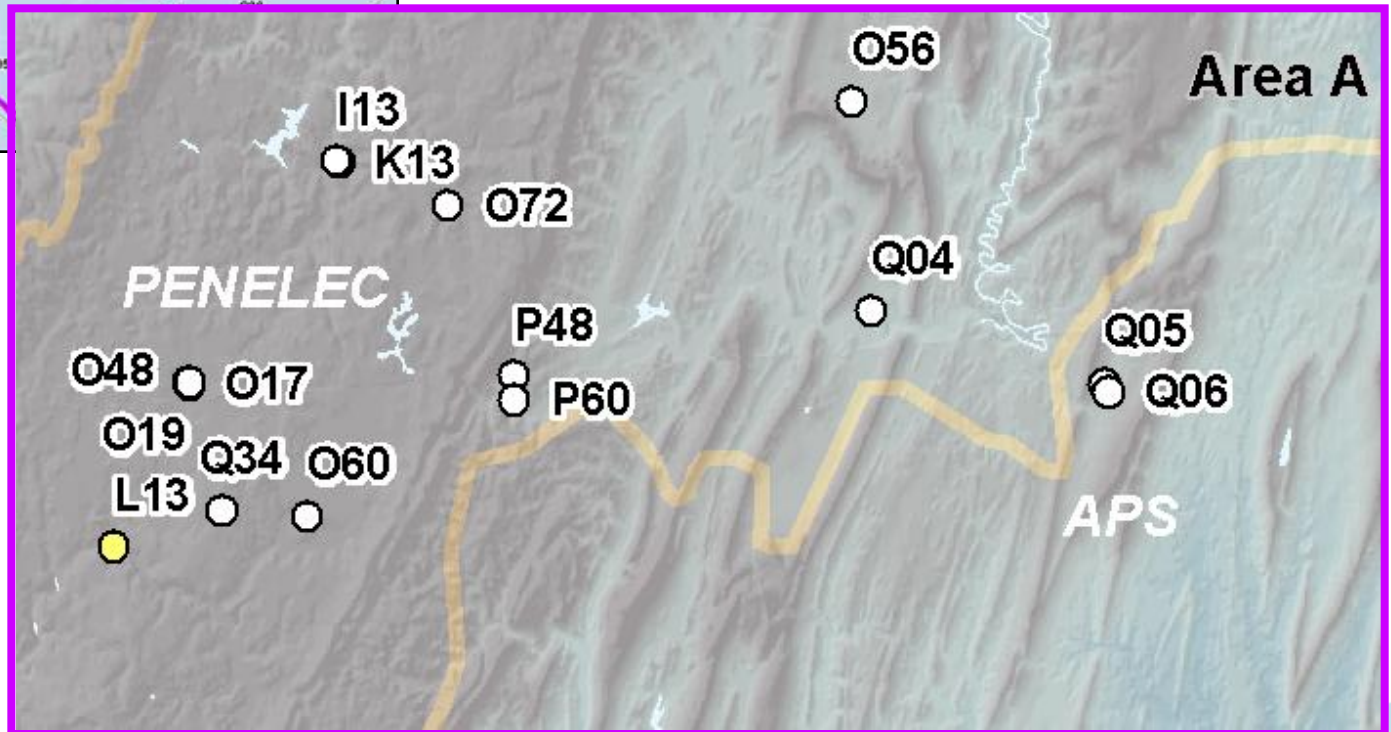 O56
Area A
I13
K13
O72
PENELEC
Q04
P48
Q05
O48
O17
P60
Q06
O19
Q34
O60
L13
APS